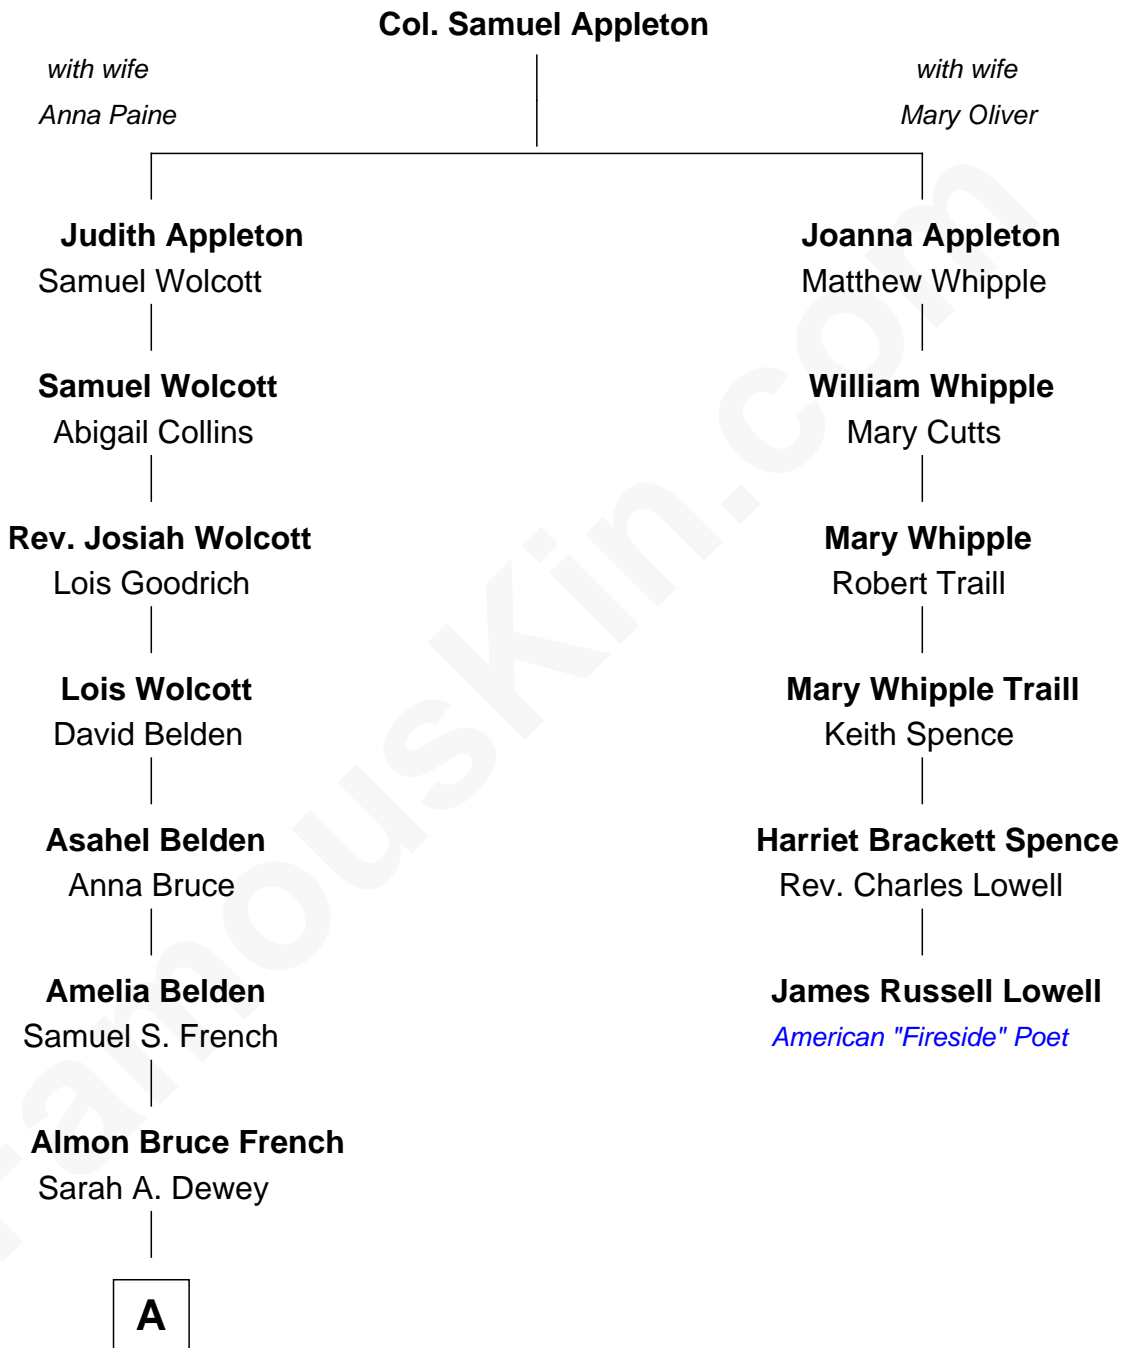 Col. Samuel Appleton
with wife
Anna Paine
with wife
Mary Oliver
Judith Appleton
Samuel Wolcott
Joanna Appleton
Matthew Whipple
Samuel Wolcott
Abigail Collins
William Whipple
Mary Cutts
Rev. Josiah Wolcott
Lois Goodrich
Mary Whipple
Robert Traill
Lois Wolcott
David Belden
Mary Whipple Traill
Keith Spence
Asahel Belden
Anna Bruce
Harriet Brackett Spence
Rev. Charles Lowell
Amelia Belden
Samuel S. French
James Russell Lowell
American "Fireside" Poet
Almon Bruce French
Sarah A. Dewey
A
FamousKin.com